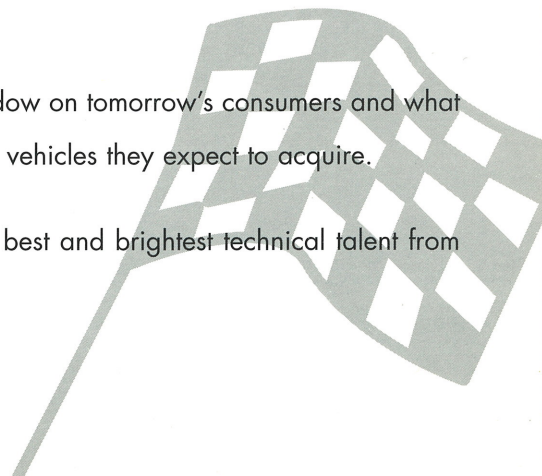 dow on tomorrow's consumers and what
vehicles they expect to acquire.
best and brightest technical talent from